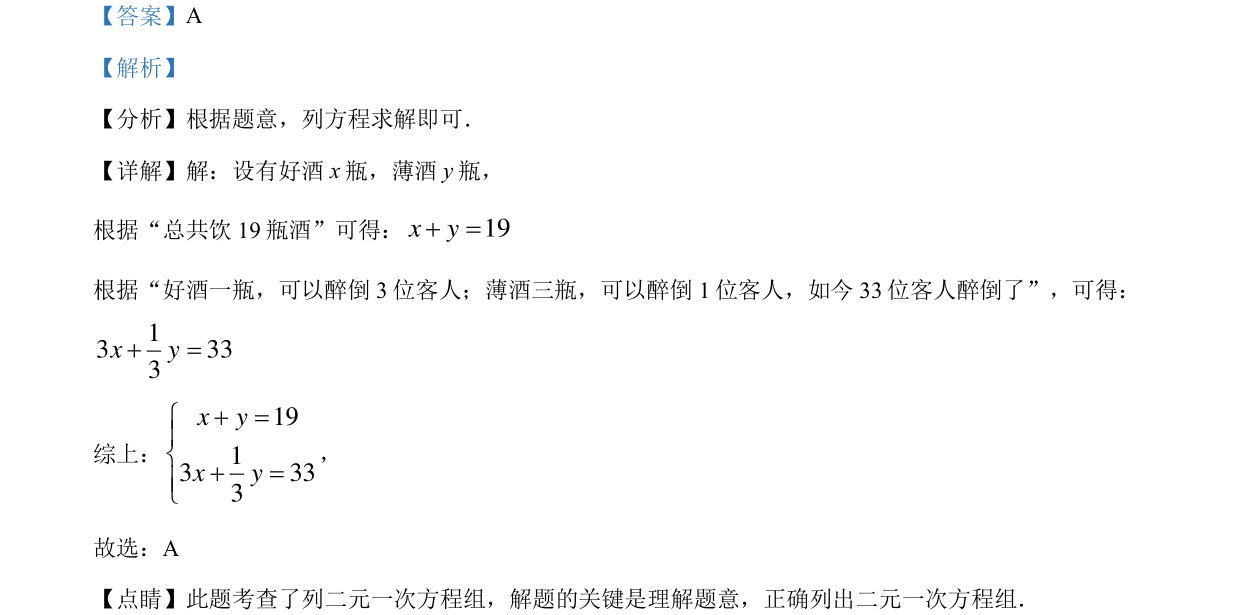 【答案】A
【解析】
【分析】根据题意，列方程求解即可．
【详解】解：设有好酒 x 瓶，薄酒 y 瓶，
根据“总共饮 19 瓶酒”可得： x + y = 19
根据“好酒一瓶，可以醉倒 3 位客人；薄酒三瓶，可以醉倒 1 位客人，如今 33 位客人醉倒了”，可得：
3x + \frac{1}{3} y = 33
综上：\begin{cases} x + y = 19 \\ 3x + \frac{1}{3} y = 33 \end{cases}，
故选：A
【点睛】此题考查了列二元一次方程组，解题的关键是理解题意，正确列出二元一次方程组．